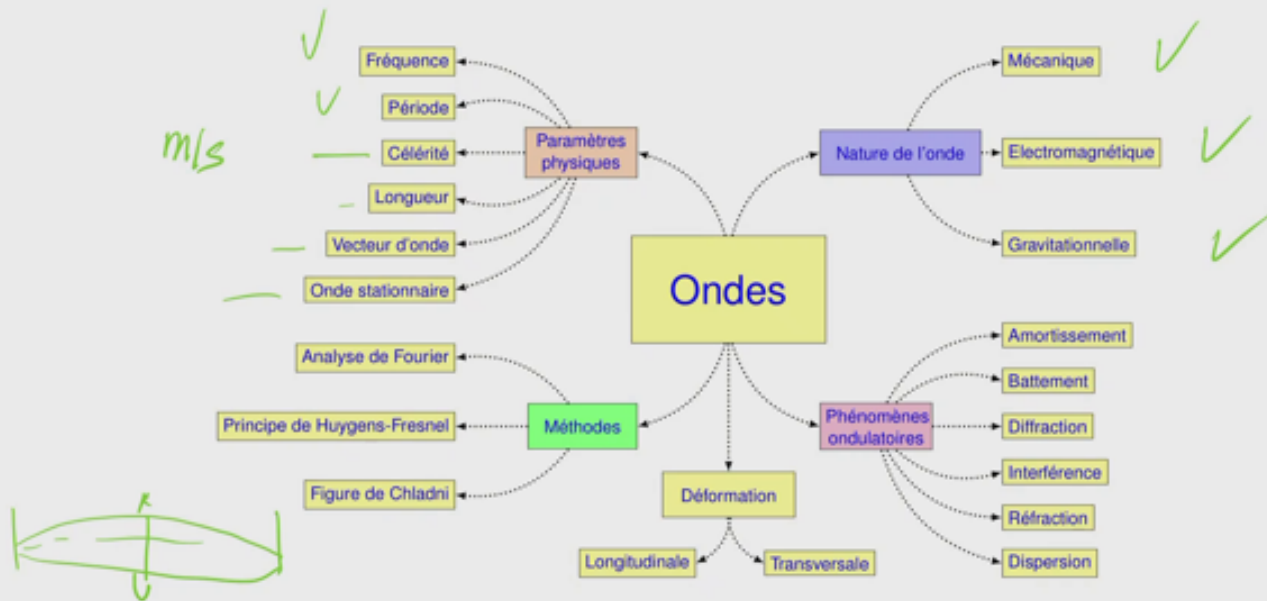 Fréquence
Période
m/s
Célérité
Longueur
Vecteur d'onde
Onde stationnaire
Paramètres
physiques
Nature de l'onde
Mécanique
Electromagnétique
Gravitationnelle
Ondes
Analyse de Fourier
Principe de Huygens-Fresnel
Figure de Chladni
Méthodes
Déformation
Longitudinale
Transversale
Phénomènes
ondulatoires
Amortissement
Battement
Diffraction
Interférence
Réfraction
Dispersion